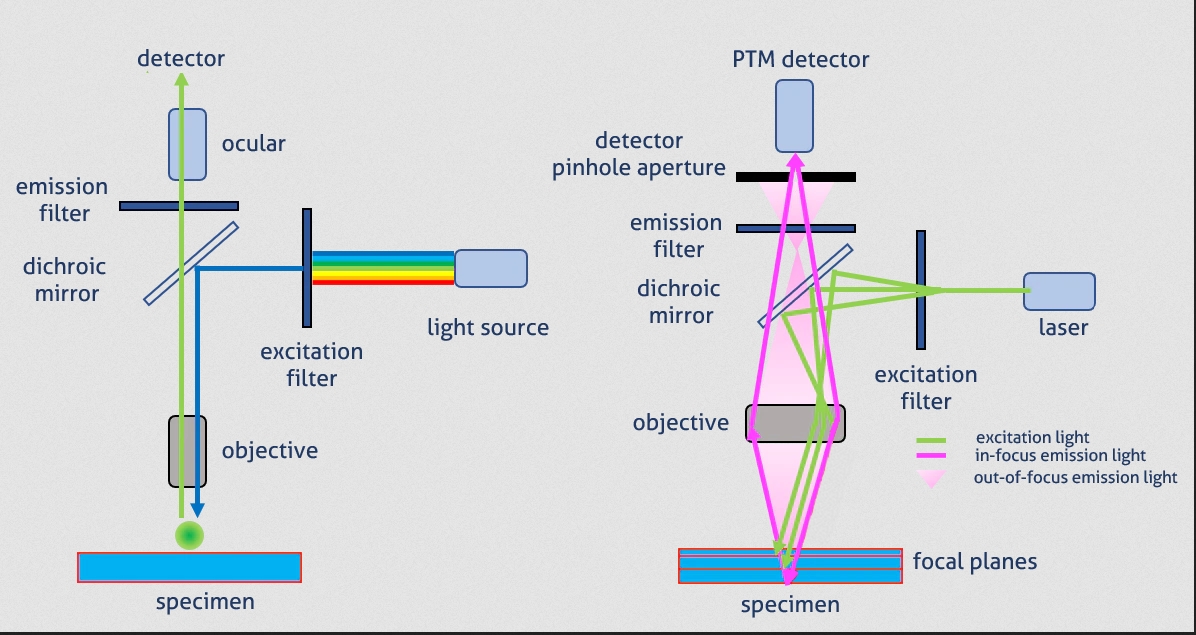 detector
ocular
emission
filter
dichroic
mirror
light source
excitation
filter
objective
specimen
PTM detector
detector
pinhole aperture
emission
filter
dichroic
mirror
laser
excitation
filter
objective
excitation light
in-focus emission light
out-of-focus emission light
focal planes
specimen